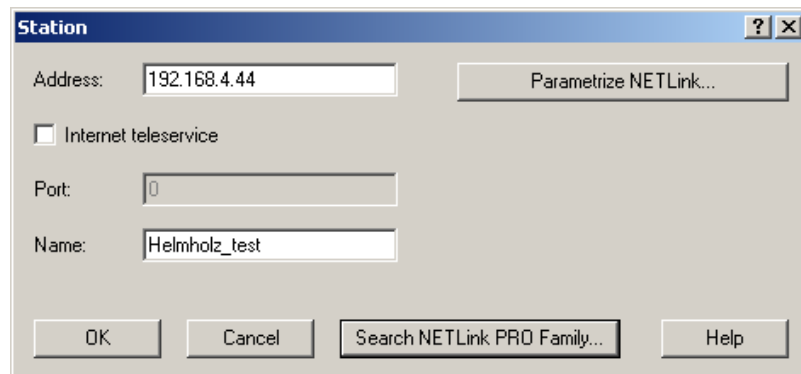 Station
? X
Address: 192.168.4.44 Parametrize NETLink...
Internet teleservice
Port: 0
Name: Helmholz_test
OK Cancel Search NETLink PRO Family... Help